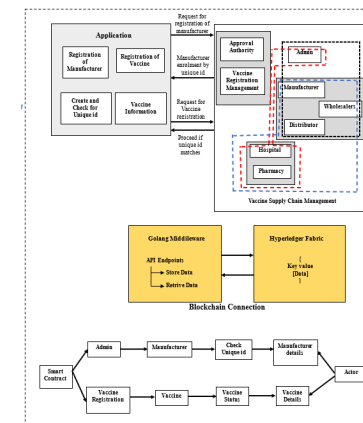 Request for
registration of
manufacturer
Application
Registration
of
Manufacturer
Registration of
Vaccine
Create and
Check for
Unique id
Vaccine
Information
Manufacturer
enrolment by
unique id
Request for
Vaccine
registration
Proceed if
unique id
matches
Approval
Authority
Vaccine
Registration
Management
Admin
Manufacturer
Wholesalers
Distributor
Hospital
Pharmacy
Vaccine Supply Chain Management
Golang Middileware
API Endpoints
Store Data
Retrive Data
Hyperledger Fabric
{
Key value
[Data]
}
Blockchain Connection
Smart
Contract
Admin
Manufacturer
Check
Unique id
Manufacturer
details
Actor
Vaccine
Registration
Vaccine
Vaccine
Status
Vaccine
Details